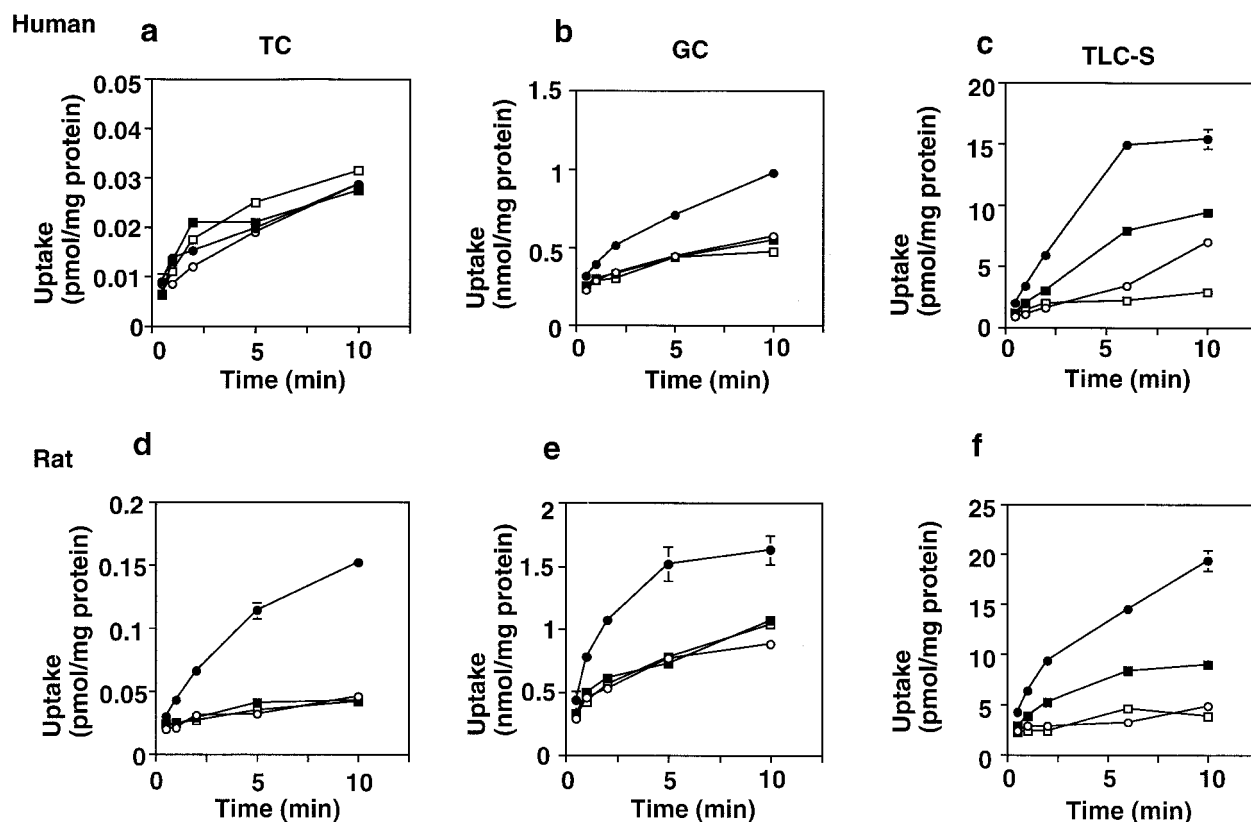 Human
a
TC
Uptake
(pmol/mg protein)
0.05
0.04
0.03
0.02
0.01
0
0
5
10
Time (min)
b
GC
Uptake
(nmol/mg protein)
1.5
1
0.5
0
0
5
10
Time (min)
c
TLC-S
Uptake
(pmol/mg protein)
20
15
10
5
0
0
5
10
Time (min)
Rat
d
Uptake
(pmol/mg protein)
0.2
0.15
0.1
0.05
0
0
5
10
Time (min)
e
Uptake
(nmol/mg protein)
2
1.5
1
0.5
0
0
5
10
Time (min)
f
Uptake
(pmol/mg protein)
25
20
15
10
5
0
0
5
10
Time (min)